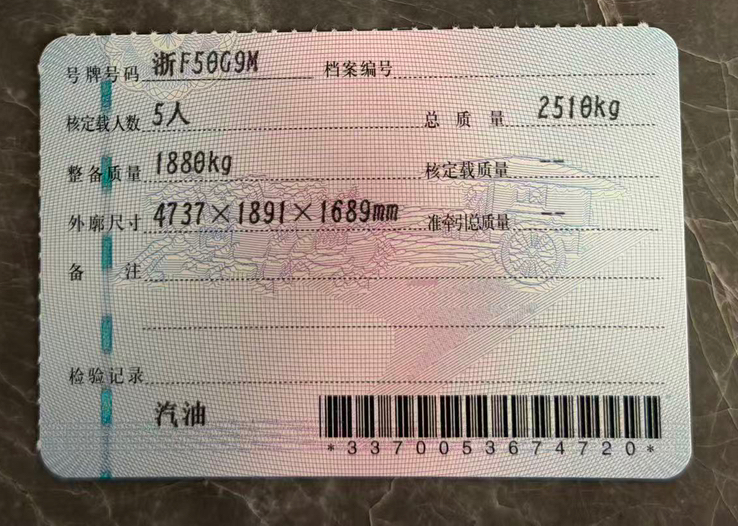 号牌号码 浙F50G9M 档案编号
核定载人数 5人 总质量 2510kg
整备质量 1880kg 核定载质量 --
外廓尺寸 4737×1891×1689mm 准牵引总质量 --
备注
检验记录
汽油
*3370053674720*